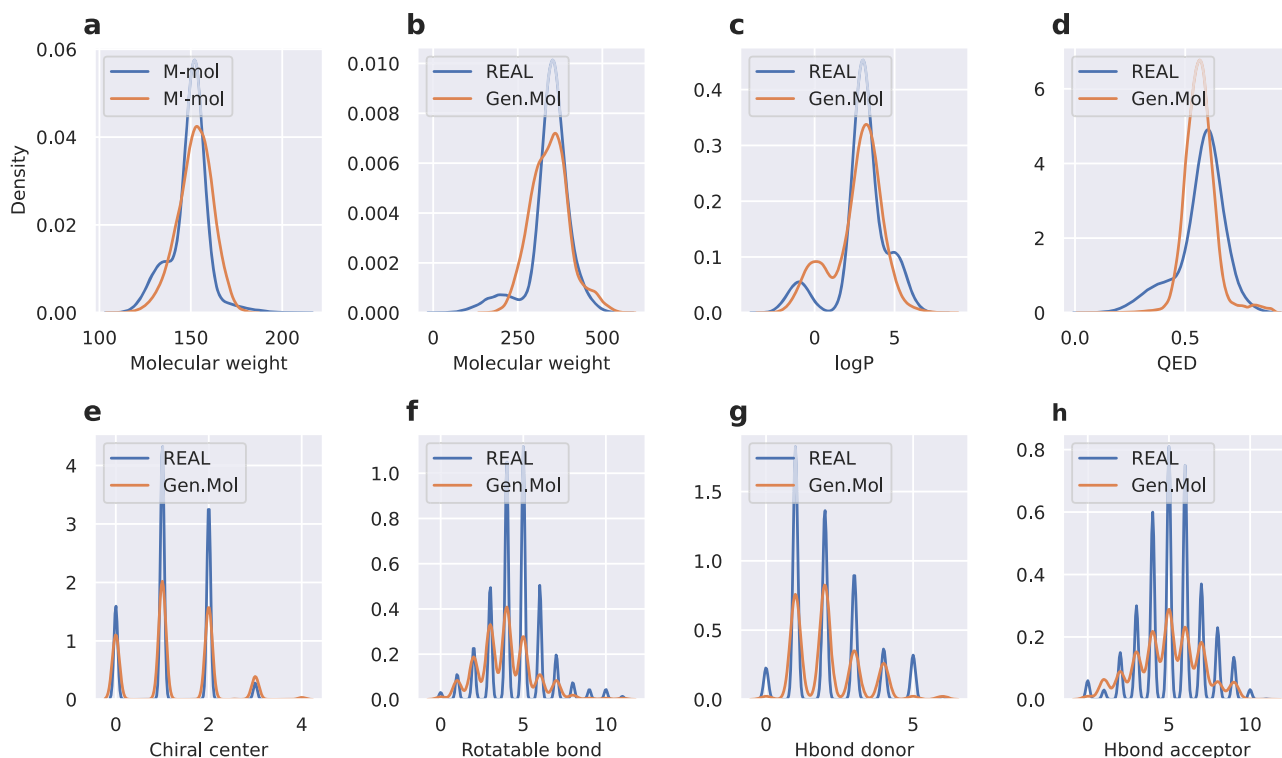 a
0.06
0.04
0.02
0.00
Density
M-mol
M'-mol
100 150 200
Molecular weight
b
0.010
0.008
0.006
0.004
0.002
0.000
REAL
Gen.Mol
0 250 500
Molecular weight
c
0.4
0.3
0.2
0.1
0.0
REAL
Gen.Mol
0 5
logP
d
6
4
2
0
REAL
Gen.Mol
0.0 0.5
QED
e
4
3
2
1
0
REAL
Gen.Mol
0 2 4
Chiral center
f
1.0
0.8
0.6
0.4
0.2
0.0
REAL
Gen.Mol
0 5 10
Rotatable bond
g
1.5
1.0
0.5
0.0
REAL
Gen.Mol
0 5
Hbond donor
h
0.8
0.6
0.4
0.2
0.0
REAL
Gen.Mol
0 5 10
Hbond acceptor